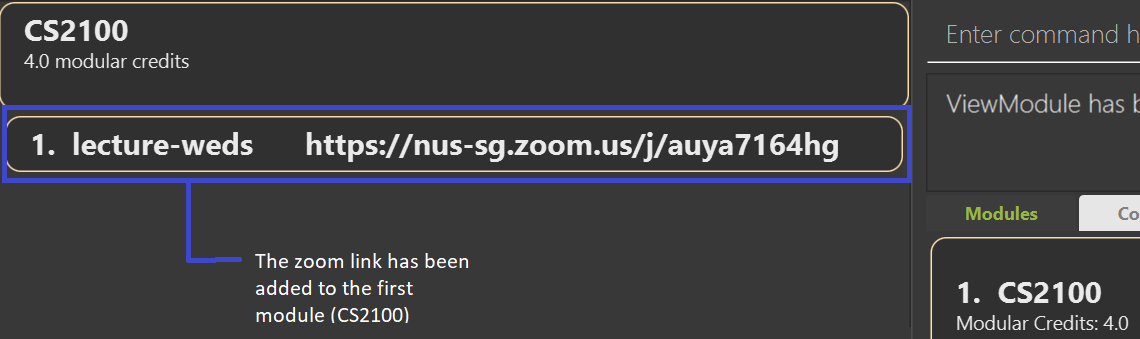 CS2100
4.0 modular credits
1. lecture-weds https://nus-sg.zoom.us/j/auya7164hg
The zoom link has been
added to the first
module (CS2100)
Enter command h
ViewModule has b
Modules Co
1. CS2100
Modular Credits: 4.0